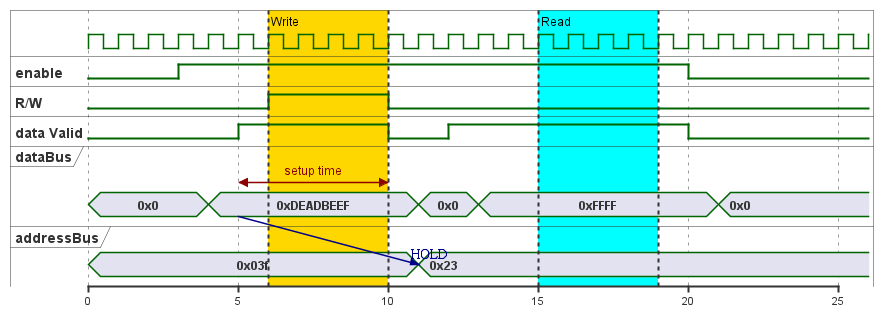 Write Read
enable
R/W
data Valid
dataBus
setup time
0x0 0xDEADBEEF 0x0 0xFFFF 0x0
addressBus
HOLD
0x03f 0x23
0 5 10 15 20 25